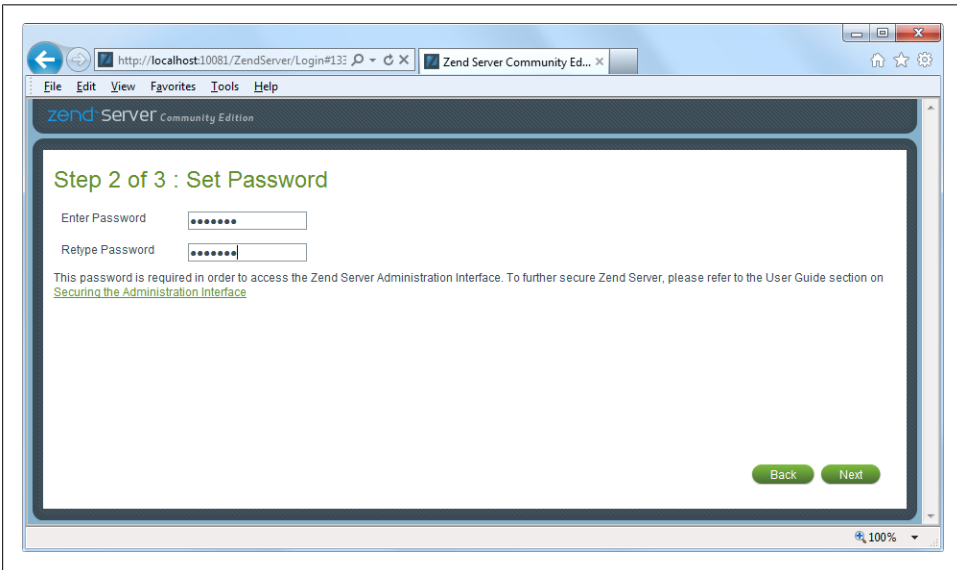 http://localhost:10081/ZendServer/Login#133
Zend Server Community Ed...
File Edit View Favorites Tools Help
zend Server Community Edition
Step 2 of 3 : Set Password
Enter Password
Retype Password
This password is required in order to access the Zend Server Administration Interface. To further secure Zend Server, please refer to the User Guide section on
Securing the Administration Interface
Back Next
100%